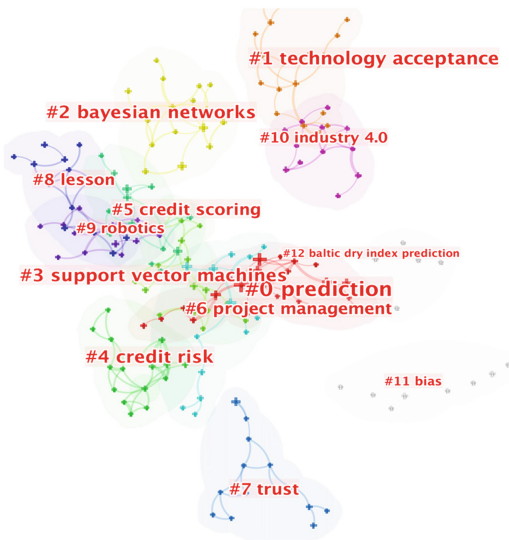 #1 technology acceptance
#2 bayesian networks
#10 industry 4.0
#8 lesson
#5 credit scoring
#9 robotics
#12 baltic dry index prediction
#3 support vector machines
#0 prediction
#6 project management
#4 credit risk
#11 bias
#7 trust